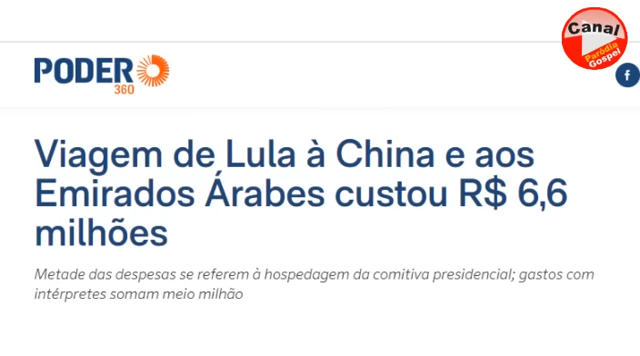 Canal
Paródia
Gospel
PODER
360
f
Viagem de Lula à China e aos
Emirados Árabes custou R$ 6,6
milhões
Metade das despesas se referem à hospedagem da comitiva presidencial; gastos com
intérpretes somam meio milhão